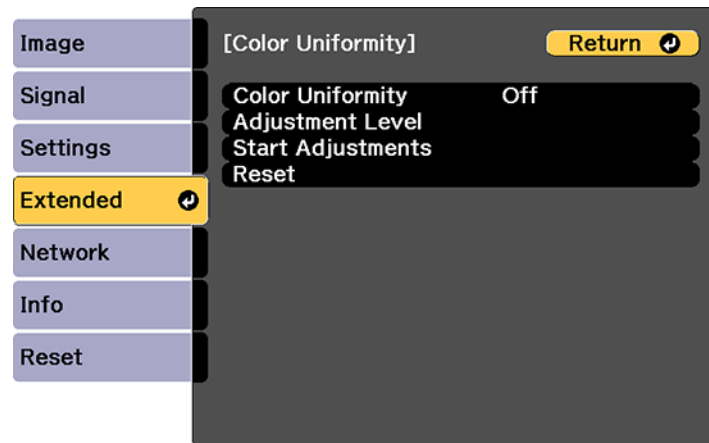 Image
Signal
Settings
Extended
Network
Info
Reset
[Color Uniformity]
Return
Color Uniformity Off
Adjustment Level
Start Adjustments
Reset